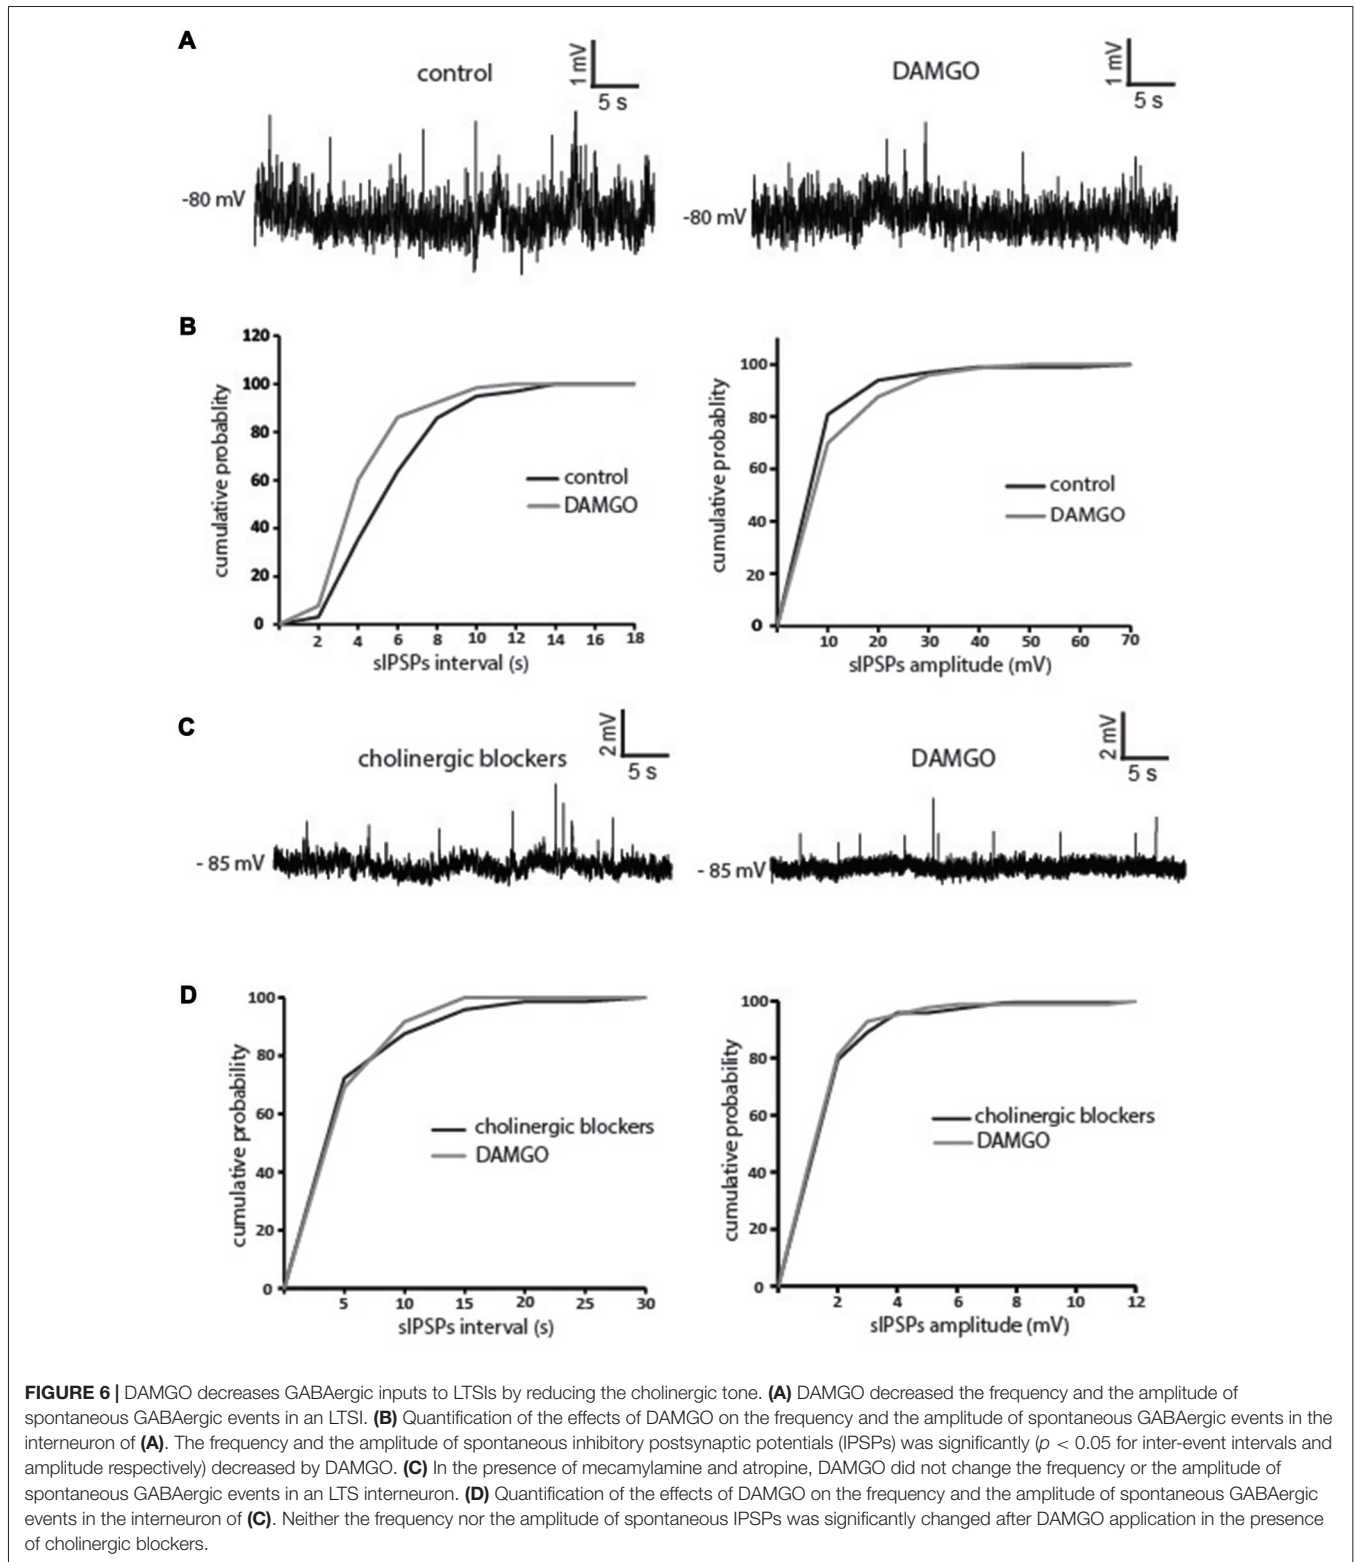 A
control
1 mV
5 s
DAMGO
1 mV
5 s
-80 mV
-80 mV
B
120
100
80
60
40
20
0
2 4 6 8 10 12 14 16 18
cumulative probablity
sIPSPs interval (s)
control
DAMGO
100
80
60
40
20
0
10 20 30 40 50 60 70
cumulative probablity
sIPSPs amplitude (mV)
control
DAMGO
C
cholinergic blockers
2 mV
5 s
DAMGO
2 mV
5 s
- 85 mV
- 85 mV
D
100
80
60
40
20
0
5 10 15 20 25 30
cumulative probability
sIPSPs interval (s)
cholinergic blockers
DAMGO
100
80
60
40
20
0
2 4 6 8 10 12
cumulative probability
sIPSPs amplitude (mV)
cholinergic blockers
DAMGO
FIGURE 6 | DAMGO decreases GABAergic inputs to LTSIs by reducing the cholinergic tone. (A) DAMGO decreased the frequency and the amplitude of
spontaneous GABAergic events in an LTSI. (B) Quantification of the effects of DAMGO on the frequency and the amplitude of spontaneous GABAergic events in the
interneuron of (A). The frequency and the amplitude of spontaneous inhibitory postsynaptic potentials (IPSPs) was significantly (p < 0.05 for inter-event intervals and
amplitude respectively) decreased by DAMGO. (C) In the presence of mecamylamine and atropine, DAMGO did not change the frequency or the amplitude of
spontaneous GABAergic events in an LTS interneuron. (D) Quantification of the effects of DAMGO on the frequency and the amplitude of spontaneous GABAergic
events in the interneuron of (C). Neither the frequency nor the amplitude of spontaneous IPSPs was significantly changed after DAMGO application in the presence
of cholinergic blockers.